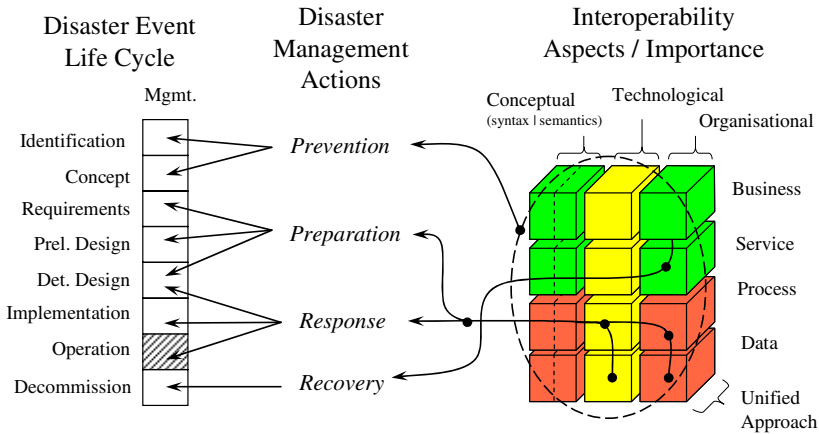 Disaster Event
Life Cycle
Disaster
Management
Actions
Interoperability
Aspects / Importance
Mgmt.
Conceptual
(syntax | semantics)
Technological
Organisational
Identification
Concept
Requirements
Prel. Design
Det. Design
Implementation
Operation
Decommission
Prevention
Preparation
Response
Recovery
Business
Service
Process
Data
Unified
Approach